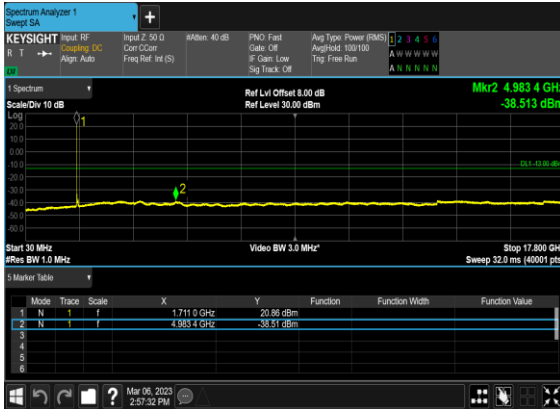 Spectrum Analyzer 1
Swept SA
+
KEYSIGHT
R T
Input: RF
Coupling: DC
Align: Auto
Input Z: 50 Ω
Corr CCorr
Freq Ref: Int (S)
#Atten: 40 dB
PNO: Fast
Gate: Off
IF Gain: Low
Sig Track: Off
Avg Type: Power (RMS)
Avg|Hold: 100/100
Trig: Free Run
1 2 3 4 5 6
A W W W W W
A N N N N N
1 Spectrum
Scale/Div 10 dB
Ref Lvl Offset 8.00 dB
Ref Level 30.00 dBm
Mkr2 4.983 4 GHz
-38.513 dBm
Log
20.0
10.0
0.00
-10.0
-20.0
-30.0
-40.0
-50.0
-60.0
1
2
DL1 -13.00 dBm
Start 30 MHz
#Res BW 1.0 MHz
Video BW 3.0 MHz*
Stop 17.800 GHz
Sweep 32.0 ms (40001 pts)
5 Marker Table
Mode Trace Scale X Y Function Function Width Function Value
1 N 1 f 1.711 0 GHz 20.86 dBm
2 N 1 f 4.983 4 GHz -38.51 dBm
3
4
5
6
?
Mar 06, 2023
2:57:32 PM